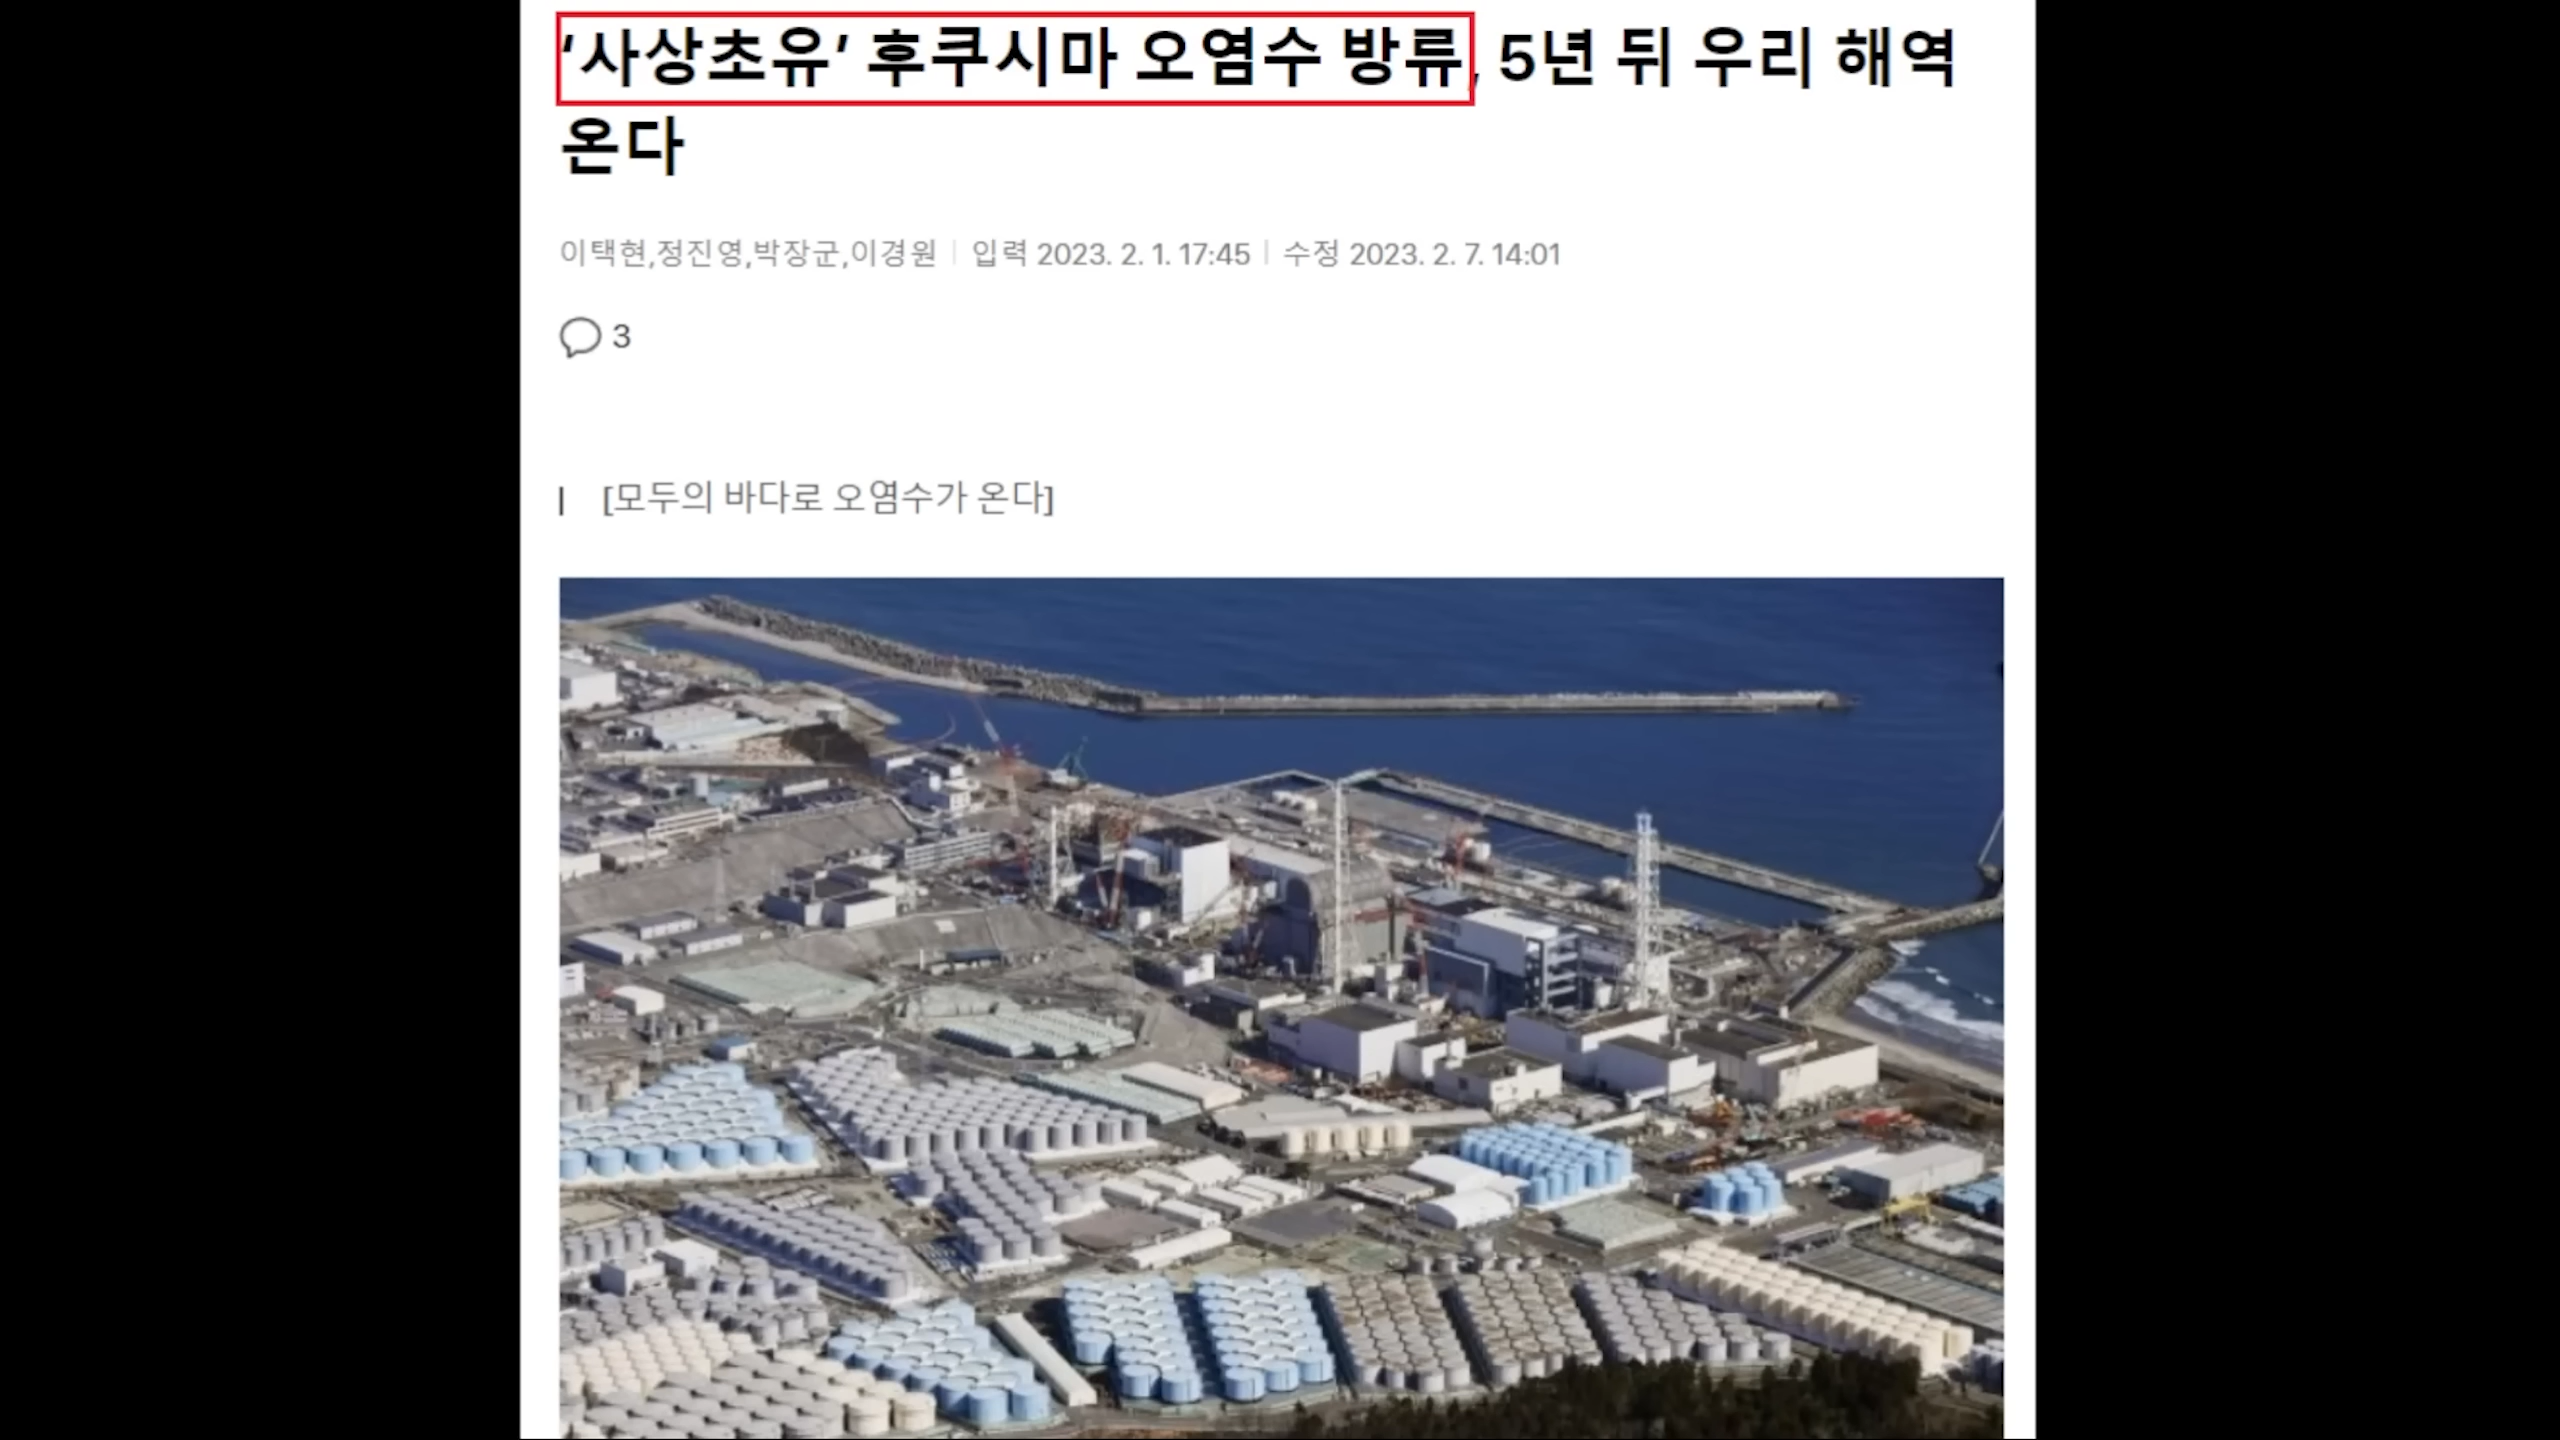 ‘사상초유’ 후쿠시마 오염수 방류, 5년 뒤 우리 해역
온다
이택현,정진영,박장군,이경원 | 입력 2023. 2. 1. 17:45 | 수정 2023. 2. 7. 14:01
3
[모두의 바다로 오염수가 온다]